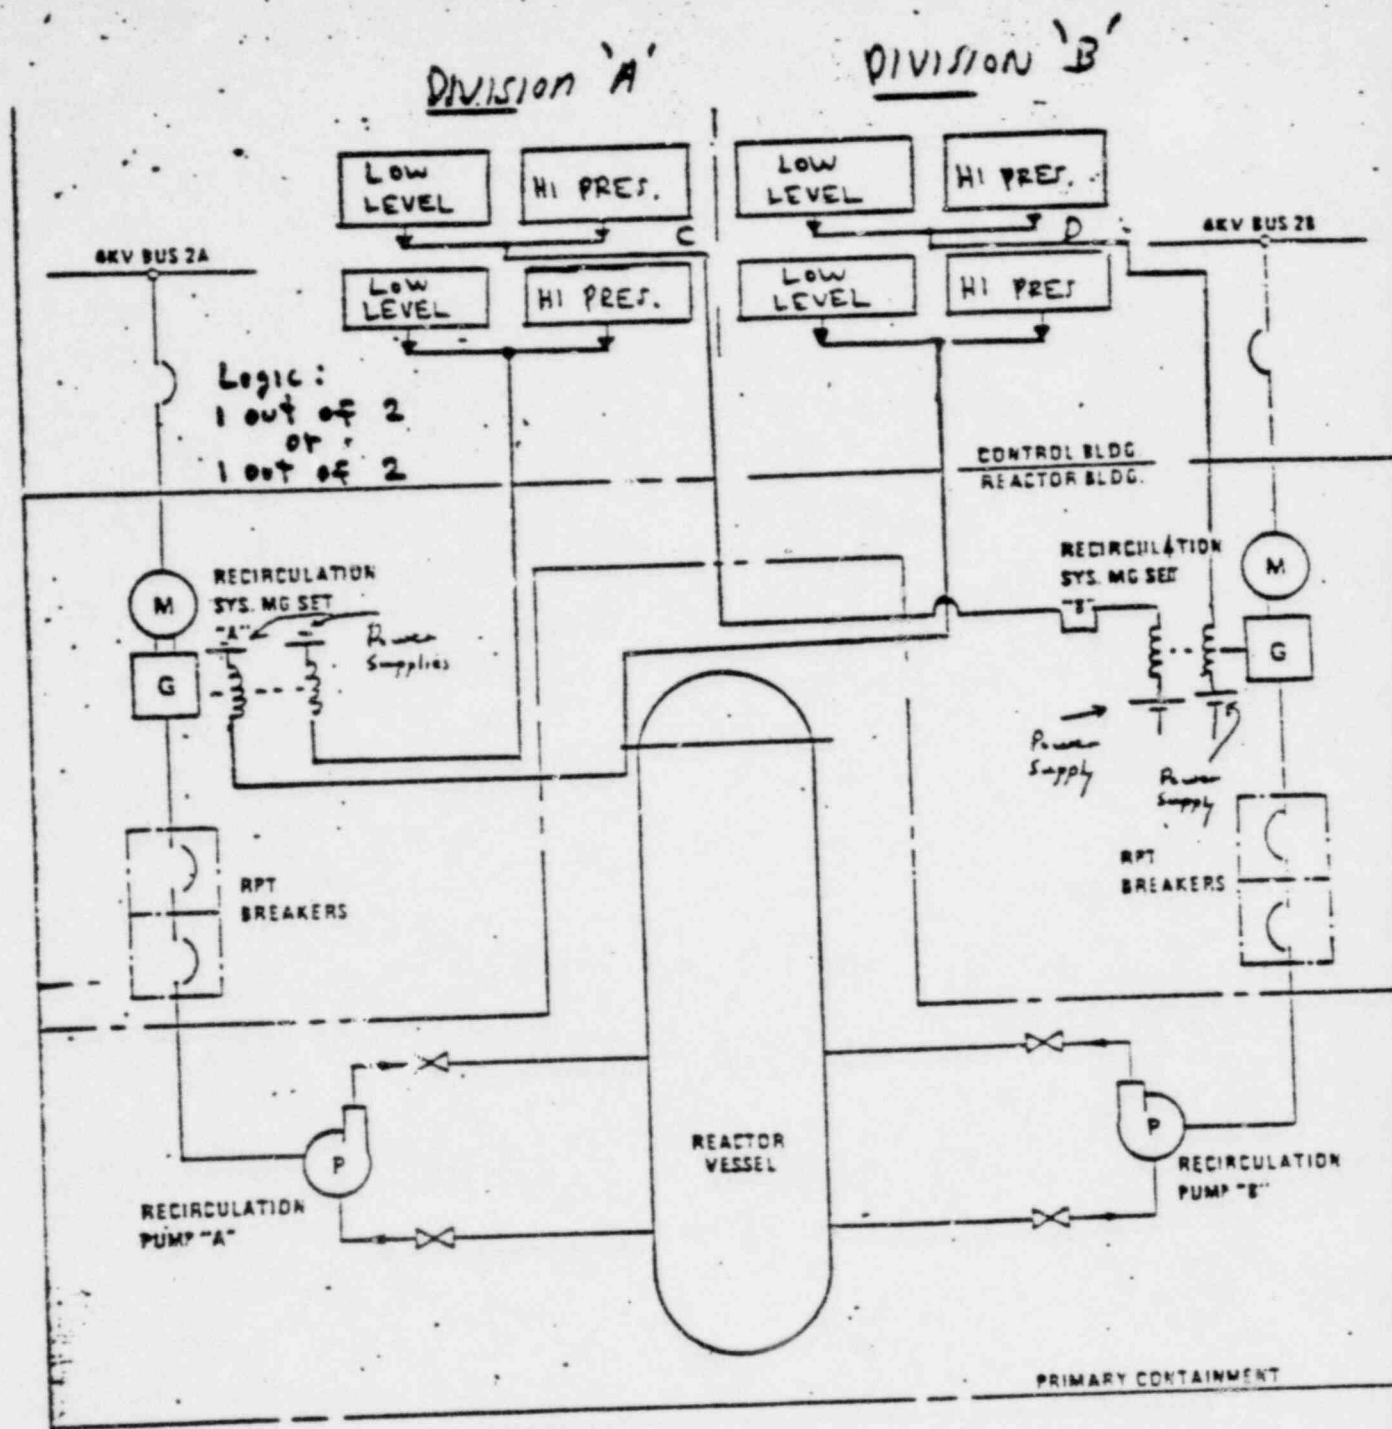 DIVISION 'A'
DIVISION 'B'
LOW
LEVEL
HI PRES.
LOW
LEVEL
HI PRES.
C
D
4KV BUS 2A
4KV BUS 2B
LOW
LEVEL
HI PRES.
LOW
LEVEL
HI PRES
Logic:
1 out of 2
or
1 out of 2
CONTROL BLDG
REACTOR BLDG.
M
RECIRCULATION
SYS. MG SET
"A"
Power
Supplies
G
RECIRCULATION
SYS. MG SET
"B"
M
G
Power
Supply
Power
Supply
RPT
BREAKERS
RPT
BREAKERS
P
RECIRCULATION
PUMP "A"
REACTOR
VESSEL
P
RECIRCULATION
PUMP "B"
PRIMARY CONTAINMENT